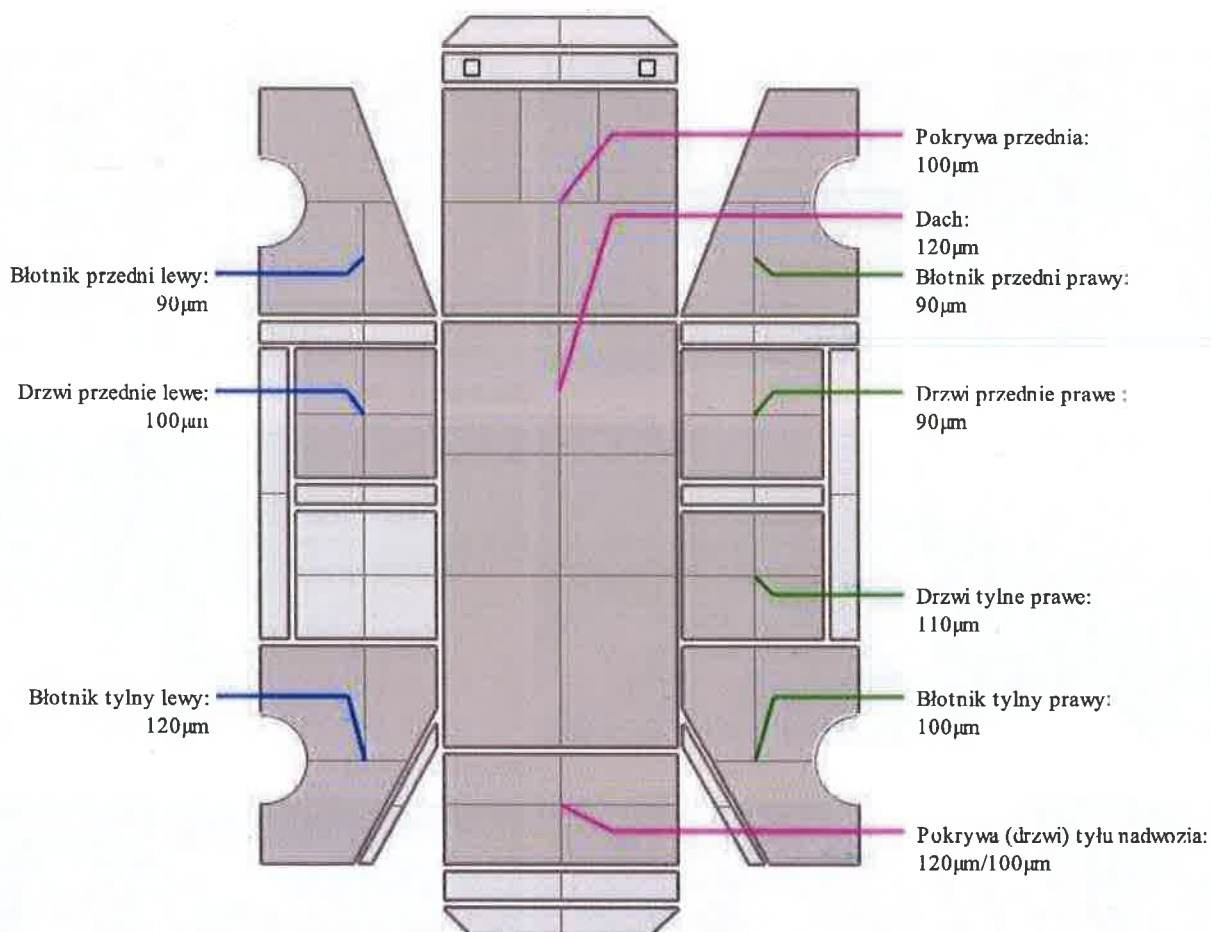 Pokrywa przednia:
100µm
Dach:
120µm
Błotnik przedni lewy:
90µm
Błotnik przedni prawy:
90µm
Drzwi przednie lewe:
100µm
Drzwi przednie prawe :
90µm
Drzwi tylne prawe:
110µm
Błotnik tylny lewy:
120µm
Błotnik tylny prawy:
100µm
Pokrywa (drzwi) tyłu nadwozia:
120µm/100µm